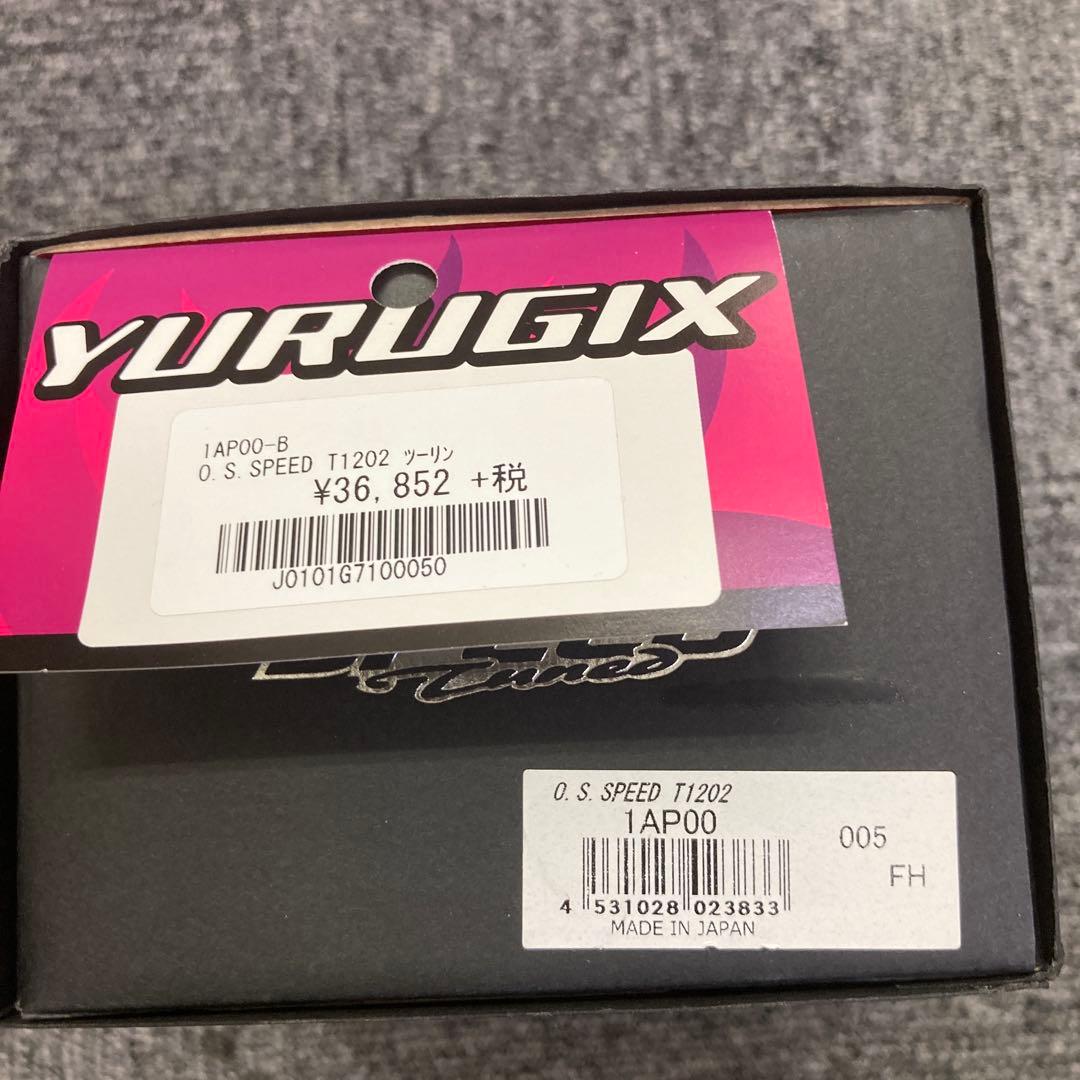 YURUGIX
1AP00-B
O.S.SPEED T1202 ﾂｰﾘﾝ
¥36,852 +税
J0101G7100050
O.S.SPEED T1202
1AP00
005
FH
4 531028 023833
MADE IN JAPAN